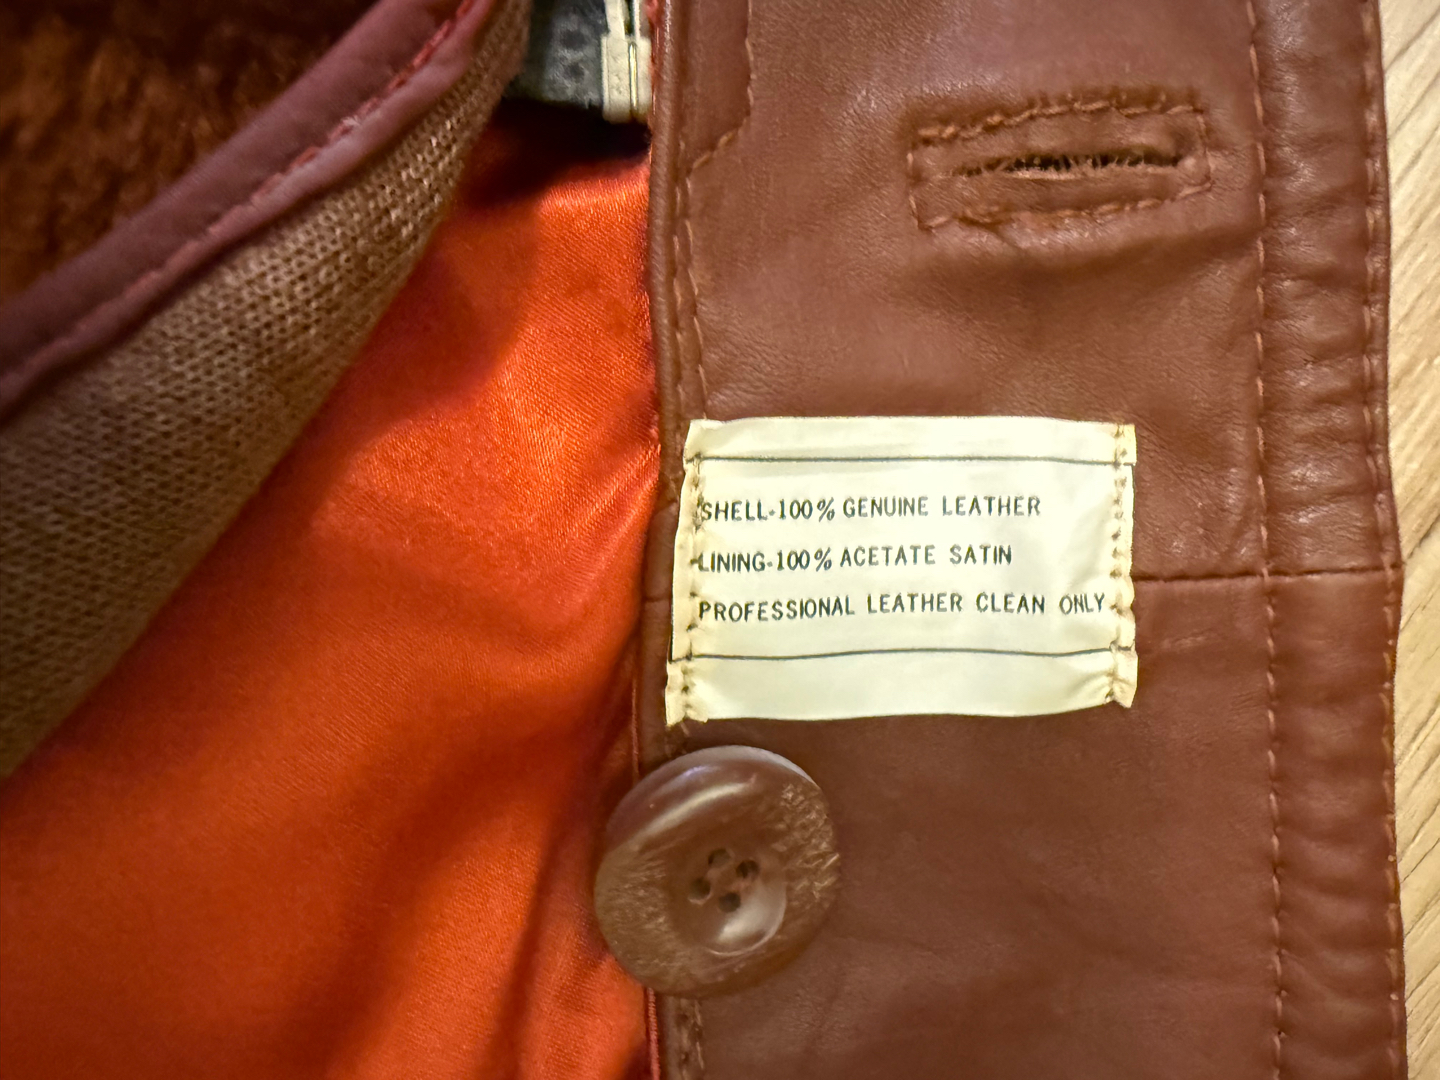 SHELL-100% GENUINE LEATHER
LINING-100% ACETATE SATIN
PROFESSIONAL LEATHER CLEAN ONLY